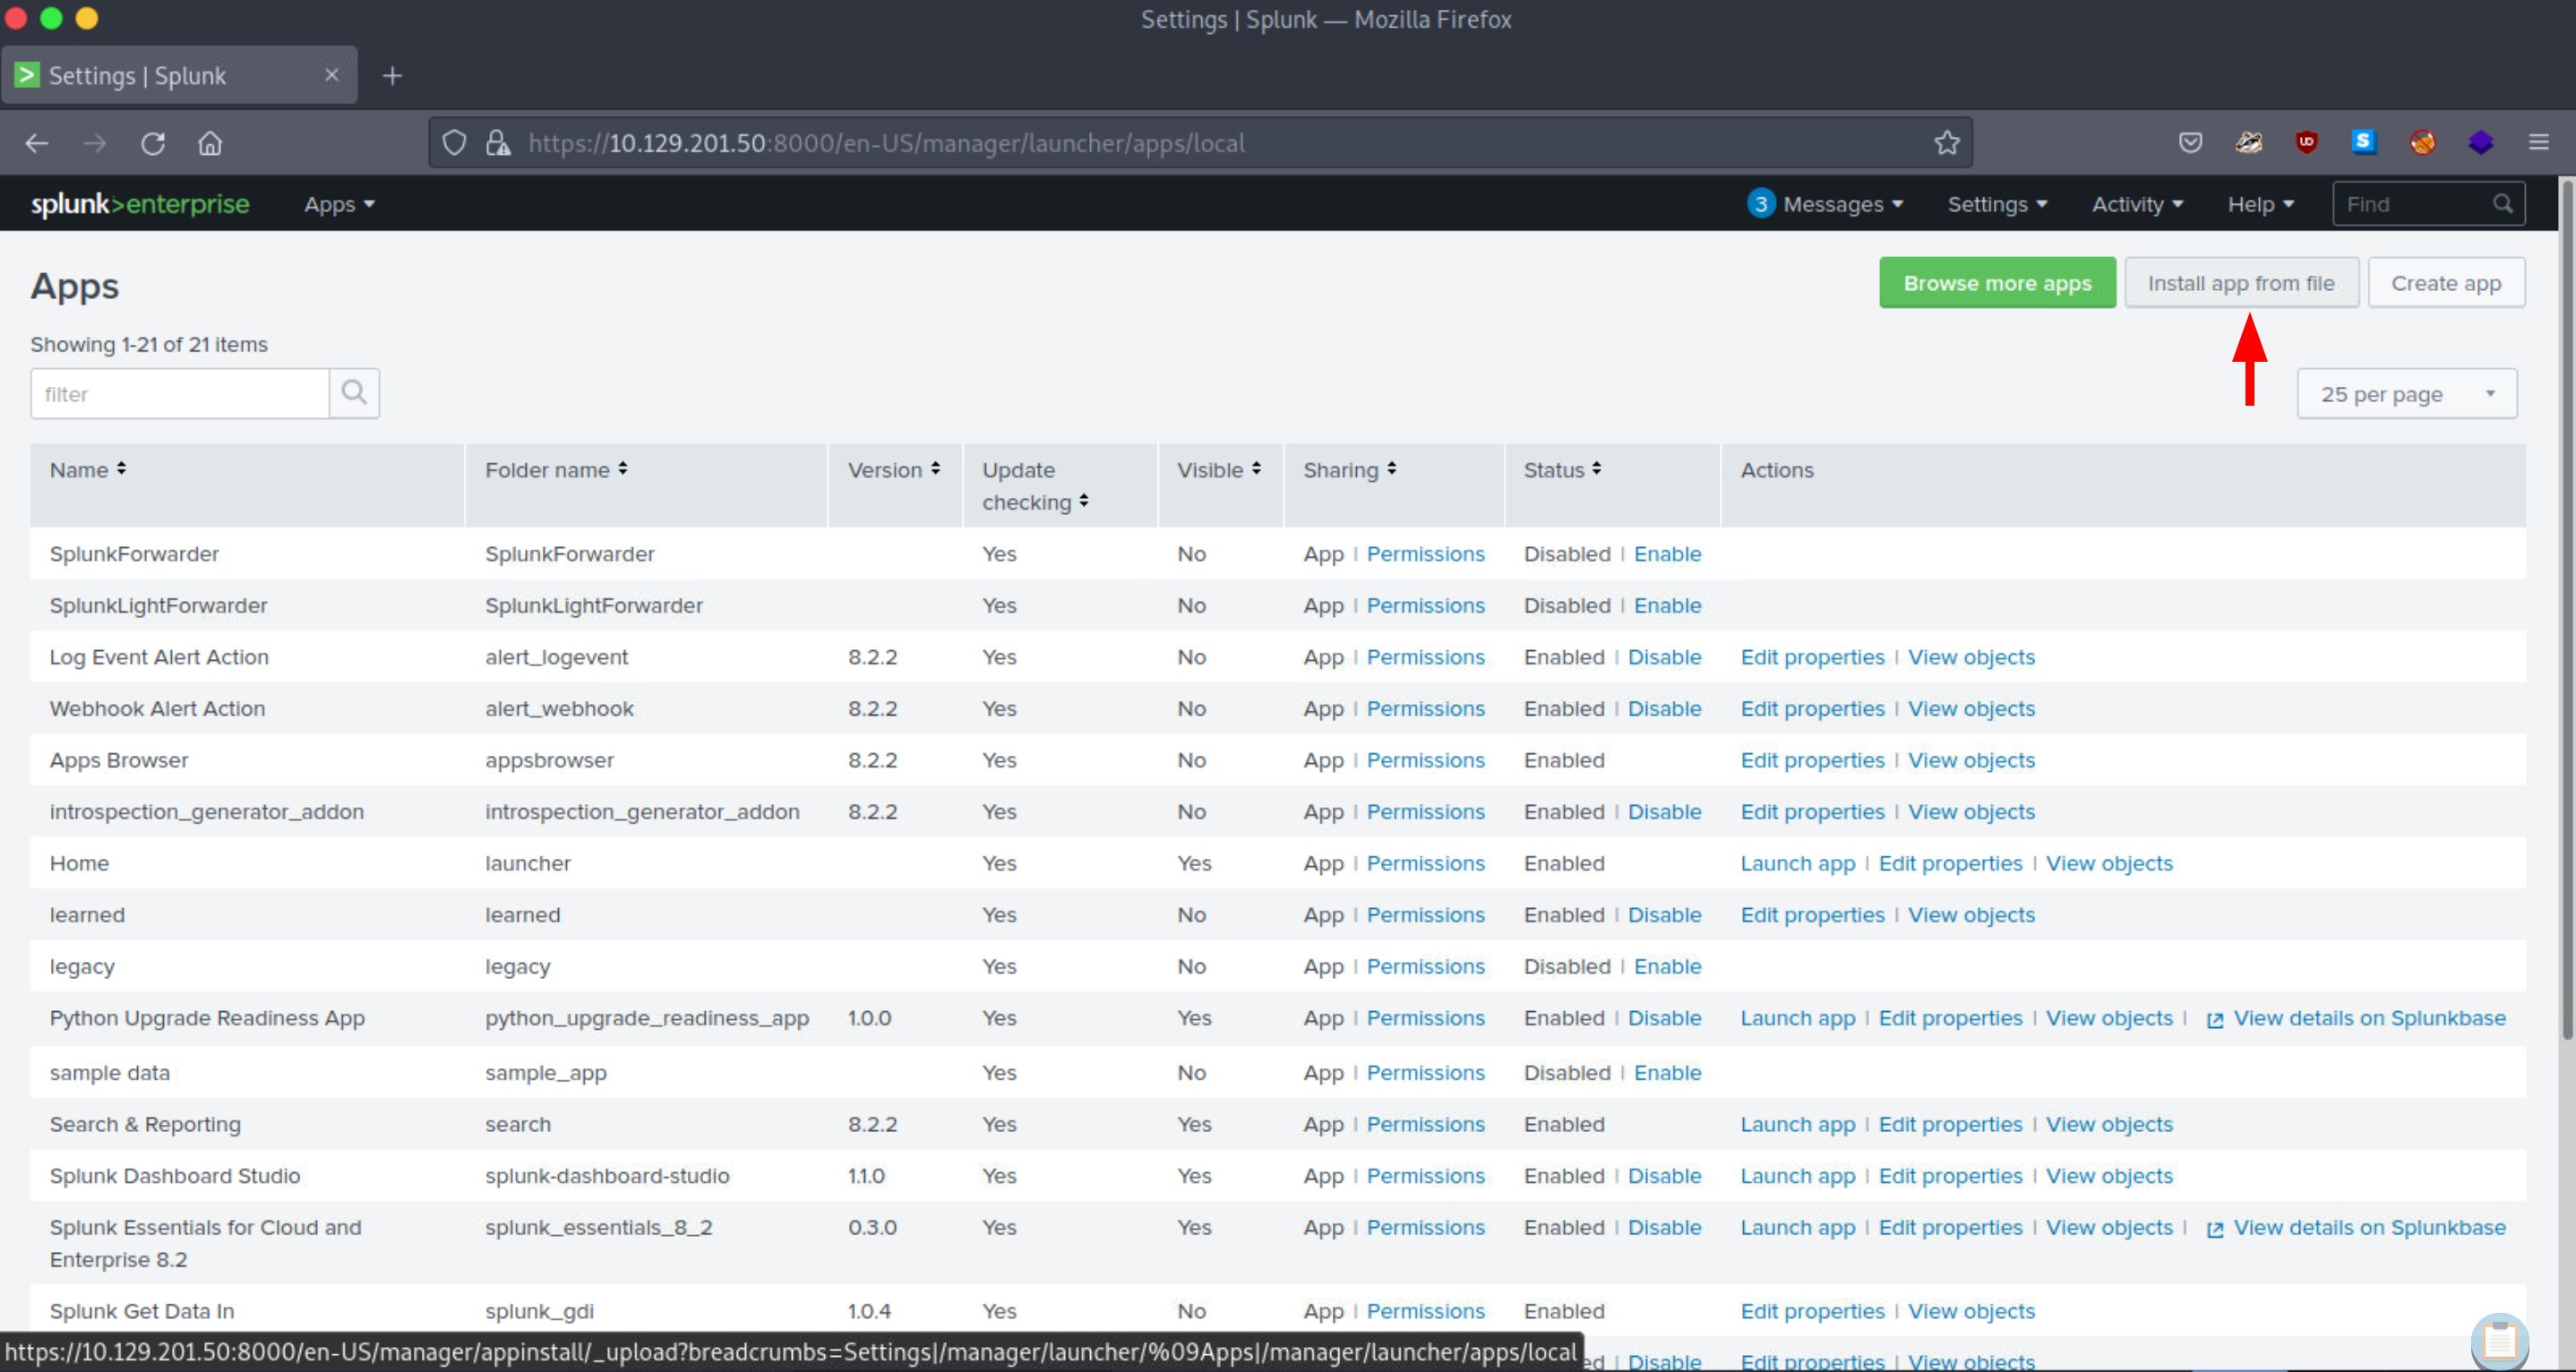 Settings | Splunk — Mozilla Firefox
Settings | Splunk
https://10.129.201.50:8000/en-US/manager/launcher/apps/local
splunk>enterprise Apps 3 Messages Settings Activity Help Find
Apps Browse more apps Install app from file Create app
Showing 1-21 of 21 items
filter 25 per page
Name Folder name Version Update checking Visible Sharing Status Actions
SplunkForwarder SplunkForwarder Yes No App | Permissions Disabled | Enable
SplunkLightForwarder SplunkLightForwarder Yes No App | Permissions Disabled | Enable
Log Event Alert Action alert_logevent 8.2.2 Yes No App | Permissions Enabled | Disable Edit properties | View objects
Webhook Alert Action alert_webhook 8.2.2 Yes No App | Permissions Enabled | Disable Edit properties | View objects
Apps Browser appsbrowser 8.2.2 Yes No App | Permissions Enabled Edit properties | View objects
introspection_generator_addon introspection_generator_addon 8.2.2 Yes No App | Permissions Enabled | Disable Edit properties | View objects
Home launcher Yes Yes App | Permissions Enabled Launch app | Edit properties | View objects
learned learned Yes No App | Permissions Enabled | Disable Edit properties | View objects
legacy legacy Yes No App | Permissions Disabled | Enable
Python Upgrade Readiness App python_upgrade_readiness_app 1.0.0 Yes Yes App | Permissions Enabled | Disable Launch app | Edit properties | View objects | View details on Splunkbase
sample data sample_app Yes No App | Permissions Disabled | Enable
Search & Reporting search 8.2.2 Yes Yes App | Permissions Enabled Launch app | Edit properties | View objects
Splunk Dashboard Studio splunk-dashboard-studio 1.1.0 Yes Yes App | Permissions Enabled | Disable Launch app | Edit properties | View objects
Splunk Essentials for Cloud and Enterprise 8.2 splunk_essentials_8_2 0.3.0 Yes Yes App | Permissions Enabled | Disable Launch app | Edit properties | View objects | View details on Splunkbase
Splunk Get Data In splunk_gdi 1.0.4 Yes No App | Permissions Enabled Edit properties | View objects
https://10.129.201.50:8000/en-US/manager/appinstall/_upload?breadcrumbs=Settings|/manager/launcher/%09Apps|/manager/launcher/apps/local ed | Disable Edit properties | View objects